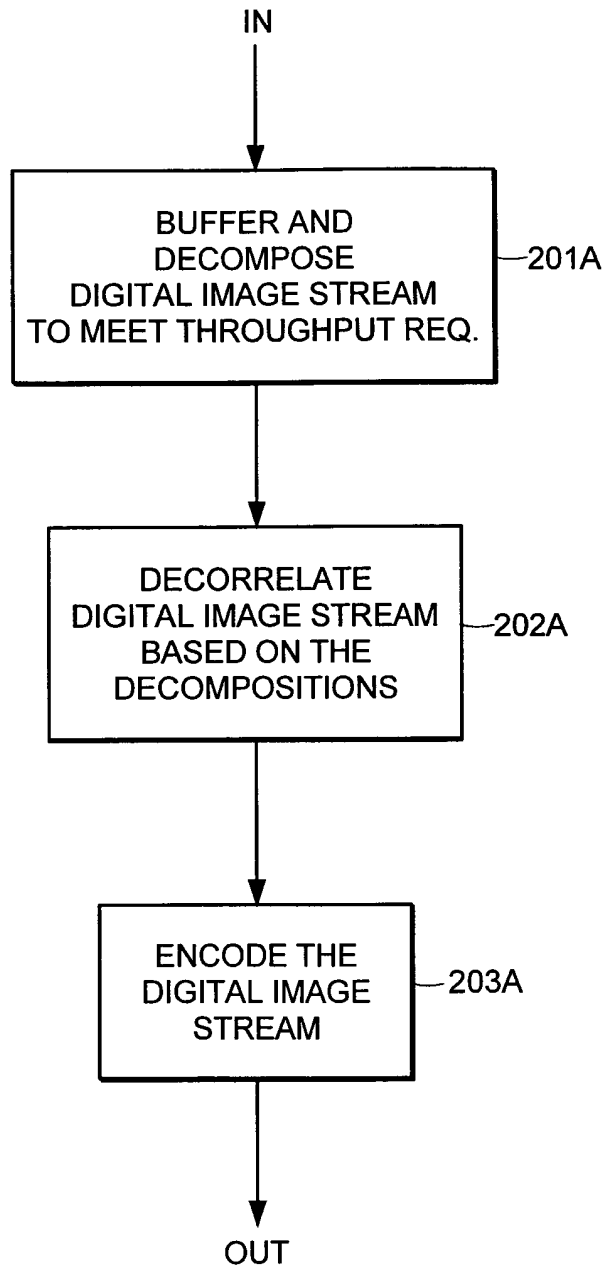 IN
BUFFER AND
DECOMPOSE
DIGITAL IMAGE STREAM
TO MEET THROUGHPUT REQ.
201A
DECORRELATE
DIGITAL IMAGE STREAM
BASED ON THE
DECOMPOSITIONS
202A
ENCODE THE
DIGITAL IMAGE
STREAM
203A
OUT